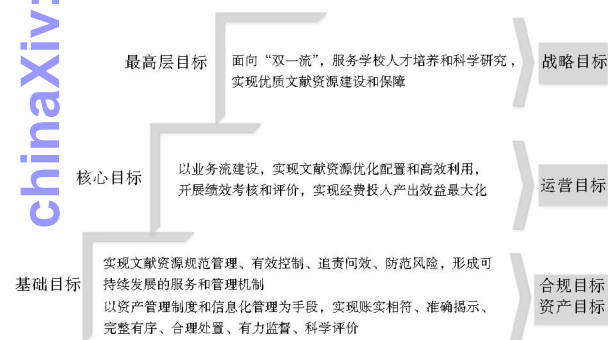 chinaXiv:
最高层目标
面向“双一流”，服务学校人才培养和科学研究，
实现优质文献资源建设和保障
战略目标
核心目标
以业务流建设，实现文献资源优化配置和高效利用，
开展绩效考核和评价，实现经费投入产出效益最大化
运营目标
基础目标
实现文献资源规范管理、有效控制、追责问效、防范风险，形成可
持续发展的服务和管理机制
以资产管理制度和信息化管理为手段，实现账实相符、准确揭示、
完整有序、合理处置、有力监督、科学评价
合规目标
资产目标